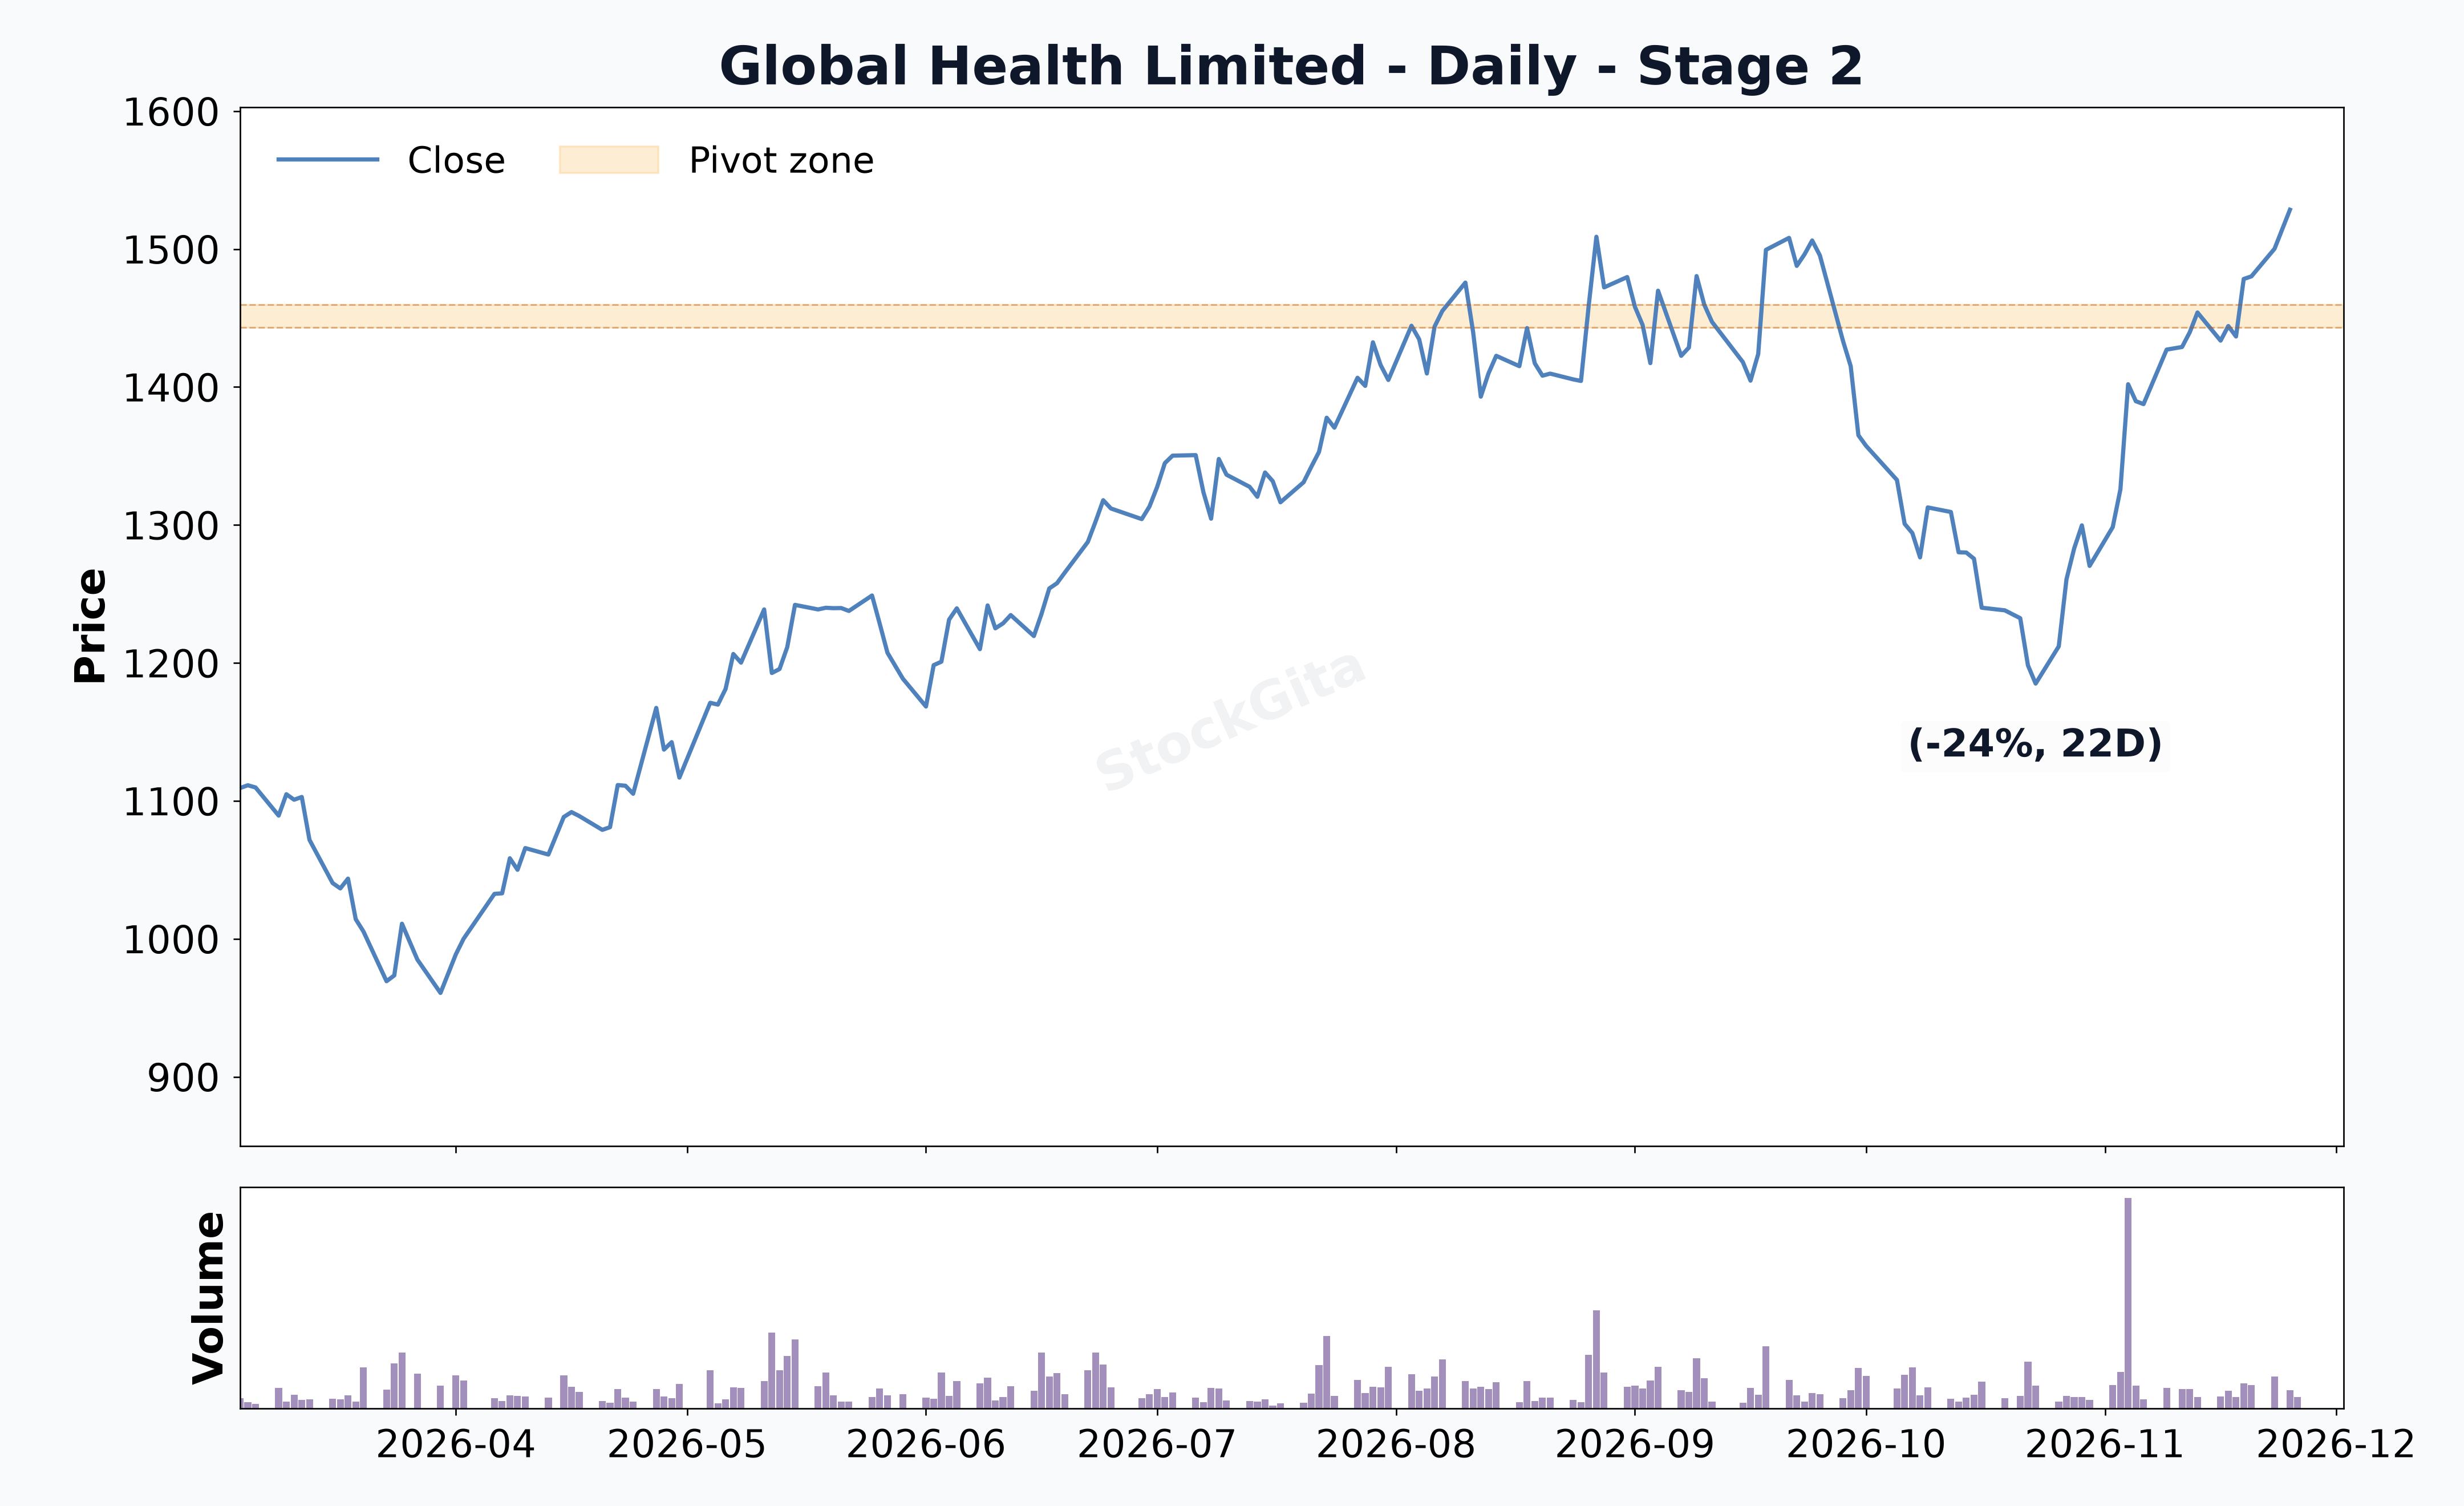 Global Health Limited - Daily - Stage 2
Close
Pivot zone
1600
1500
1400
1300
1200
1100
1000
900
Price
StockGita
(-24%, 22D)
Volume
2026-04
2026-05
2026-06
2026-07
2026-08
2026-09
2026-10
2026-11
2026-12